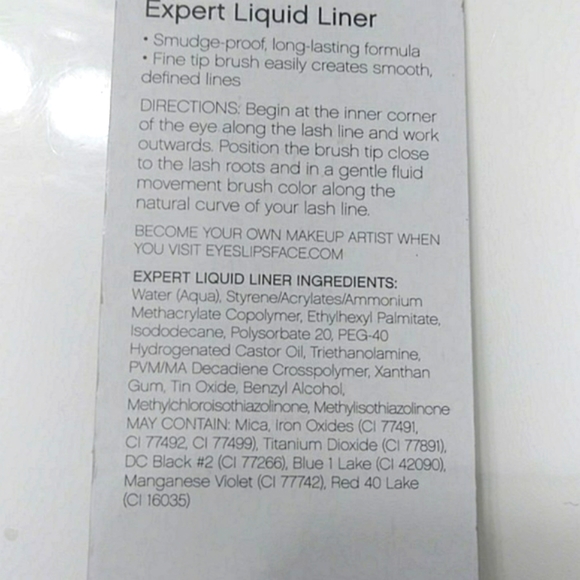 Expert Liquid Liner
• Smudge-proof, long-lasting formula
• Fine tip brush easily creates smooth,
defined lines
DIRECTIONS: Begin at the inner corner
of the eye along the lash line and work
outwards. Position the brush tip close
to the lash roots and in a gentle fluid
movement brush color along the
natural curve of your lash line.
BECOME YOUR OWN MAKEUP ARTIST WHEN
YOU VISIT EYESLIPSFACE.COM
EXPERT LIQUID LINER INGREDIENTS:
Water (Aqua), Styrene/Acrylates/Ammonium
Methacrylate Copolymer, Ethylhexyl Palmitate,
Isododecane, Polysorbate 20, PEG-40
Hydrogenated Castor Oil, Triethanolamine,
PVM/MA Decadiene Crosspolymer, Xanthan
Gum, Tin Oxide, Benzyl Alcohol,
Methylchloroisothiazolinone, Methylisothiazolinone
MAY CONTAIN: Mica, Iron Oxides (CI 77491,
CI 77492, CI 77499), Titanium Dioxide (CI 77891),
DC Black #2 (CI 77266), Blue 1 Lake (CI 42090),
Manganese Violet (CI 77742), Red 40 Lake
(CI 16035)